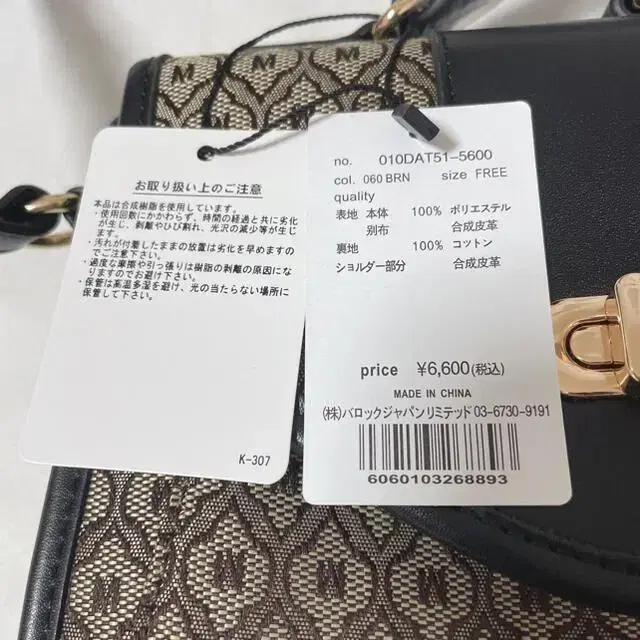 お取り扱い上のご注意
本品は合成樹脂を使用しています。
・使用回数にかかわらず、時間の経過と共に劣化
が生じ、剥離やひび割れ、光沢の減少等が生じ
ます。
・汚れが付着したままの放置は劣化を早めますので
ご注意下さい。
・過度な摩擦や引っ張りは樹脂の剥離の原因にな
りますのでお避け下さい。
・保管は高温多湿を避け、光の当たらない場所に
保管して下さい。
K-307
no. 010DAT51-5600
col. 060 BRN size FREE
quality
表地 本体 100% ポリエステル
別布 合成皮革
裏地 100% コットン
ショルダー部分 合成皮革
price ¥6,600(税込)
MADE IN CHINA
(株)バロックジャパンリミテッド 03-6730-9191
6060103268893
M M M
M M M M